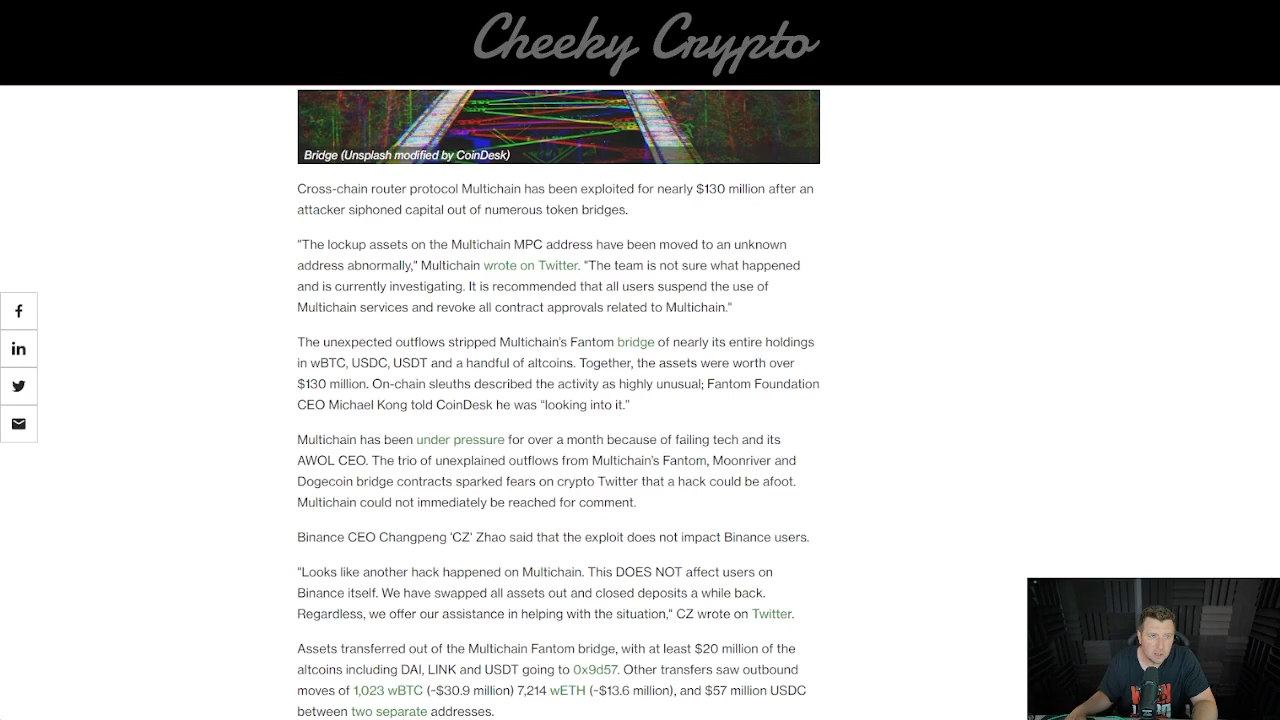 Cheeky Crypto
Bridge (Unsplash modified by CoinDesk)
Cross-chain router protocol Multichain has been exploited for nearly $130 million after an
attacker siphoned capital out of numerous token bridges.
"The lockup assets on the Multichain MPC address have been moved to an unknown
address abnormally," Multichain wrote on Twitter. "The team is not sure what happened
and is currently investigating. It is recommended that all users suspend the use of
Multichain services and revoke all contract approvals related to Multichain."
The unexpected outflows stripped Multichain’s Fantom bridge of nearly its entire holdings
in wBTC, USDC, USDT and a handful of altcoins. Together, the assets were worth over
$130 million. On-chain sleuths described the activity as highly unusual; Fantom Foundation
CEO Michael Kong told CoinDesk he was “looking into it.”
Multichain has been under pressure for over a month because of failing tech and its
AWOL CEO. The trio of unexplained outflows from Multichain’s Fantom, Moonriver and
Dogecoin bridge contracts sparked fears on crypto Twitter that a hack could be afoot.
Multichain could not immediately be reached for comment.
Binance CEO Changpeng 'CZ' Zhao said that the exploit does not impact Binance users.
"Looks like another hack happened on Multichain. This DOES NOT affect users on
Binance itself. We have swapped all assets out and closed deposits a while back.
Regardless, we offer our assistance in helping with the situation," CZ wrote on Twitter.
Assets transferred out of the Multichain Fantom bridge, with at least $20 million of the
altcoins including DAI, LINK and USDT going to 0x9d57. Other transfers saw outbound
moves of 1,023 wBTC (~$30.9 million) 7,214 wETH (~$13.6 million), and $57 million USDC
between two separate addresses.